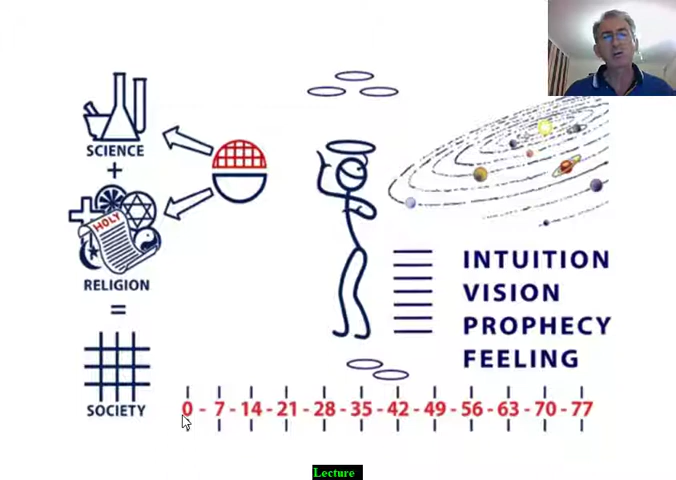 SCIENCE
+
HOLY
RELIGION
=
SOCIETY
INTUITION
VISION
PROPHECY
FEELING
0 - 7 - 14 - 21 - 28 - 35 - 42 - 49 - 56 - 63 - 70 - 77
Lecture